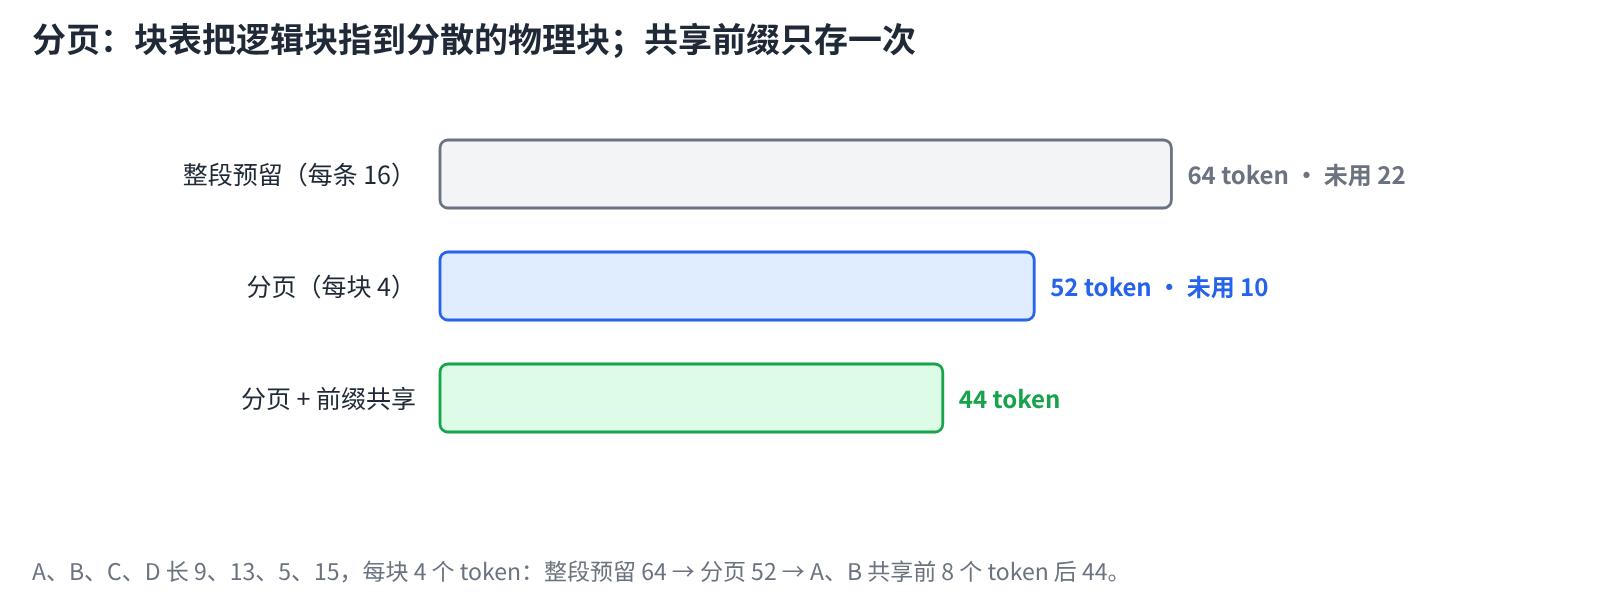 分页：块表把逻辑块指到分散的物理块；共享前缀只存一次
整段预留（每条 16）
64 token · 未用 22
分页（每块 4）
52 token · 未用 10
分页 + 前缀共享
44 token
A、B、C、D 长 9、13、5、15，每块 4 个 token：整段预留 64 → 分页 52 → A、B 共享前 8 个 token 后 44。